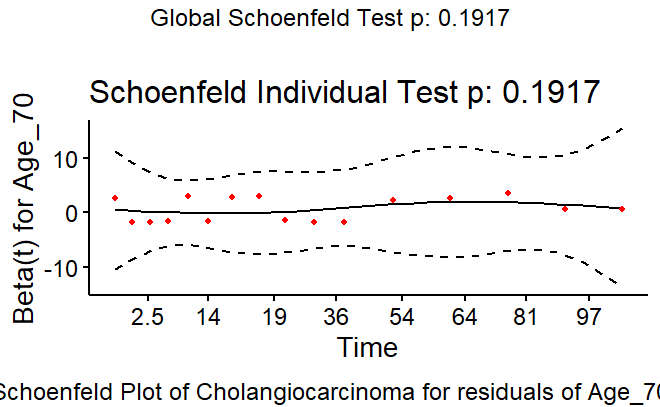 Global Schoenfeld Test p: 0.1917
Schoenfeld Individual Test p: 0.1917
Beta(t) for Age_70
10
0
-10
2.5 14 19 36 54 64 81 97
Time
Schoenfeld Plot of Cholangiocarcinoma for residuals of Age_70